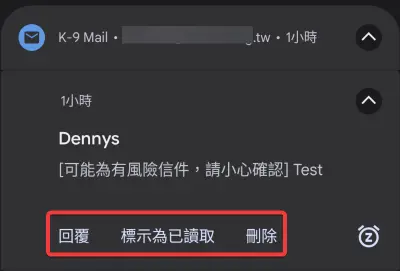 K-9 Mail • .tw • 1小時
1小時
Dennys
[可能為有風險信件，請小心確認] Test
回覆 標示為已讀取 刪除